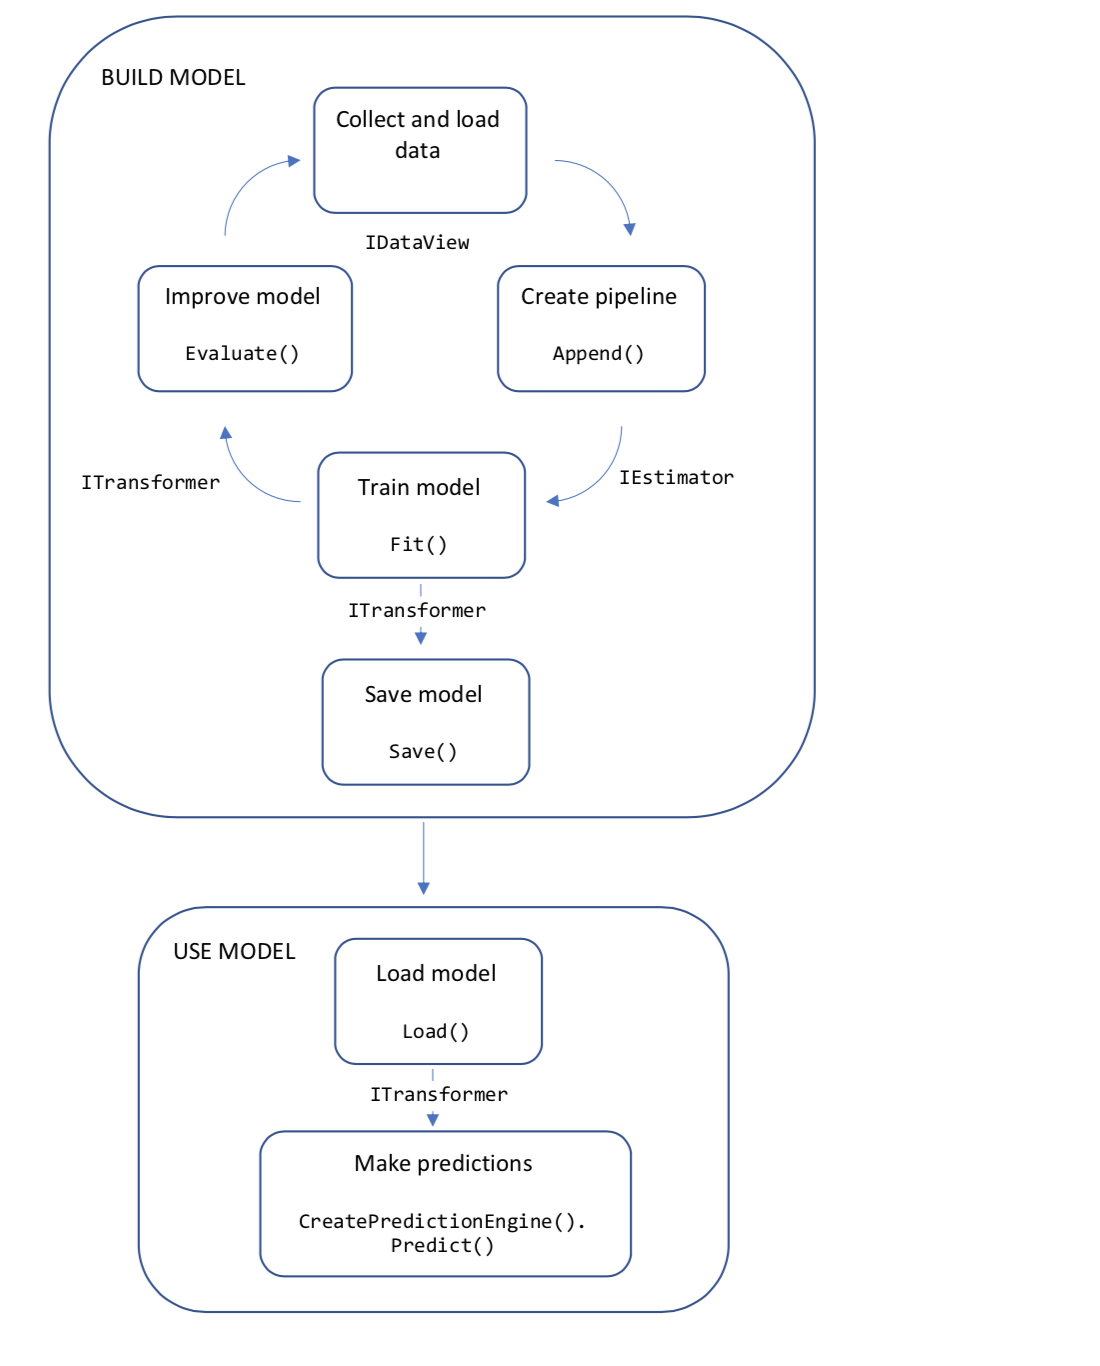 BUILD MODEL
Collect and load
data
IDataView
Improve model
Evaluate()
Create pipeline
Append()
ITransformer
IEstimator
Train model
Fit()
ITransformer
Save model
Save()
USE MODEL
Load model
Load()
ITransformer
Make predictions
CreatePredictionEngine().
Predict()